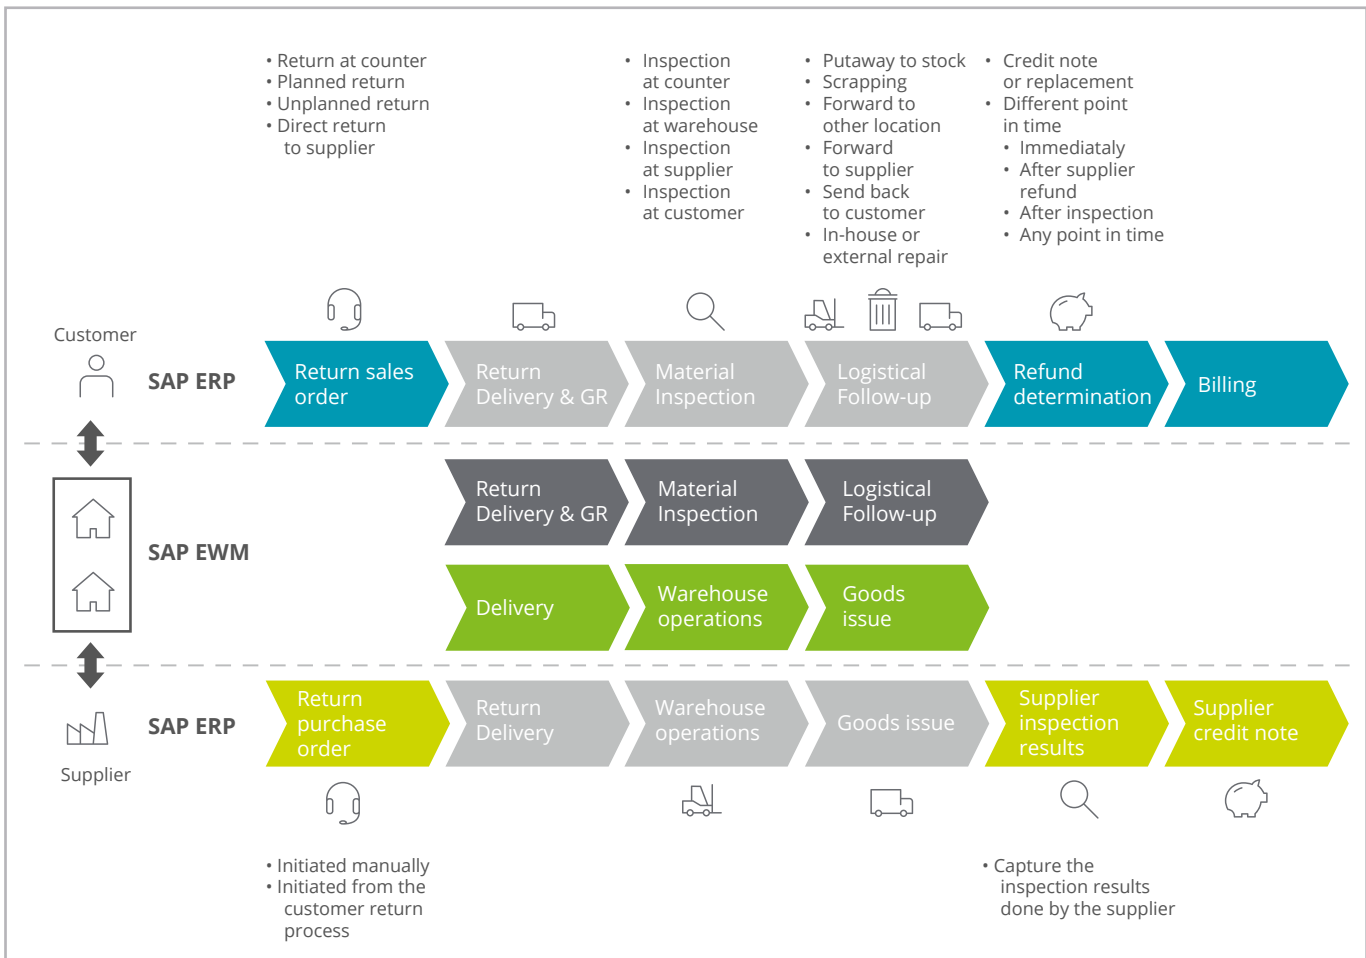 • Return at counter
• Planned return
• Unplanned return
• Direct return
to supplier
• Inspection
at counter
• Inspection
at warehouse
• Inspection
at supplier
• Inspection
at customer
• Putaway to stock
• Scrapping
• Forward to
other location
• Forward
to supplier
• Send back
to customer
• In-house or
external repair
• Credit note
or replacement
• Different point
in time
• Immediataly
• After supplier
refund
• After inspection
• Any point in time
Customer
SAP ERP
Return sales
order
Return
Delivery & GR
Material
Inspection
Logistical
Follow-up
Refund
determination
Billing
SAP EWM
Return
Delivery & GR
Material
Inspection
Logistical
Follow-up
Delivery
Warehouse
operations
Goods
issue
SAP ERP
Supplier
Return
purchase
order
Return
Delivery
Warehouse
operations
Goods issue
Supplier
inspection
results
Supplier
credit note
• Initiated manually
• Initiated from the
customer return
process
• Capture the
inspection results
done by the supplier